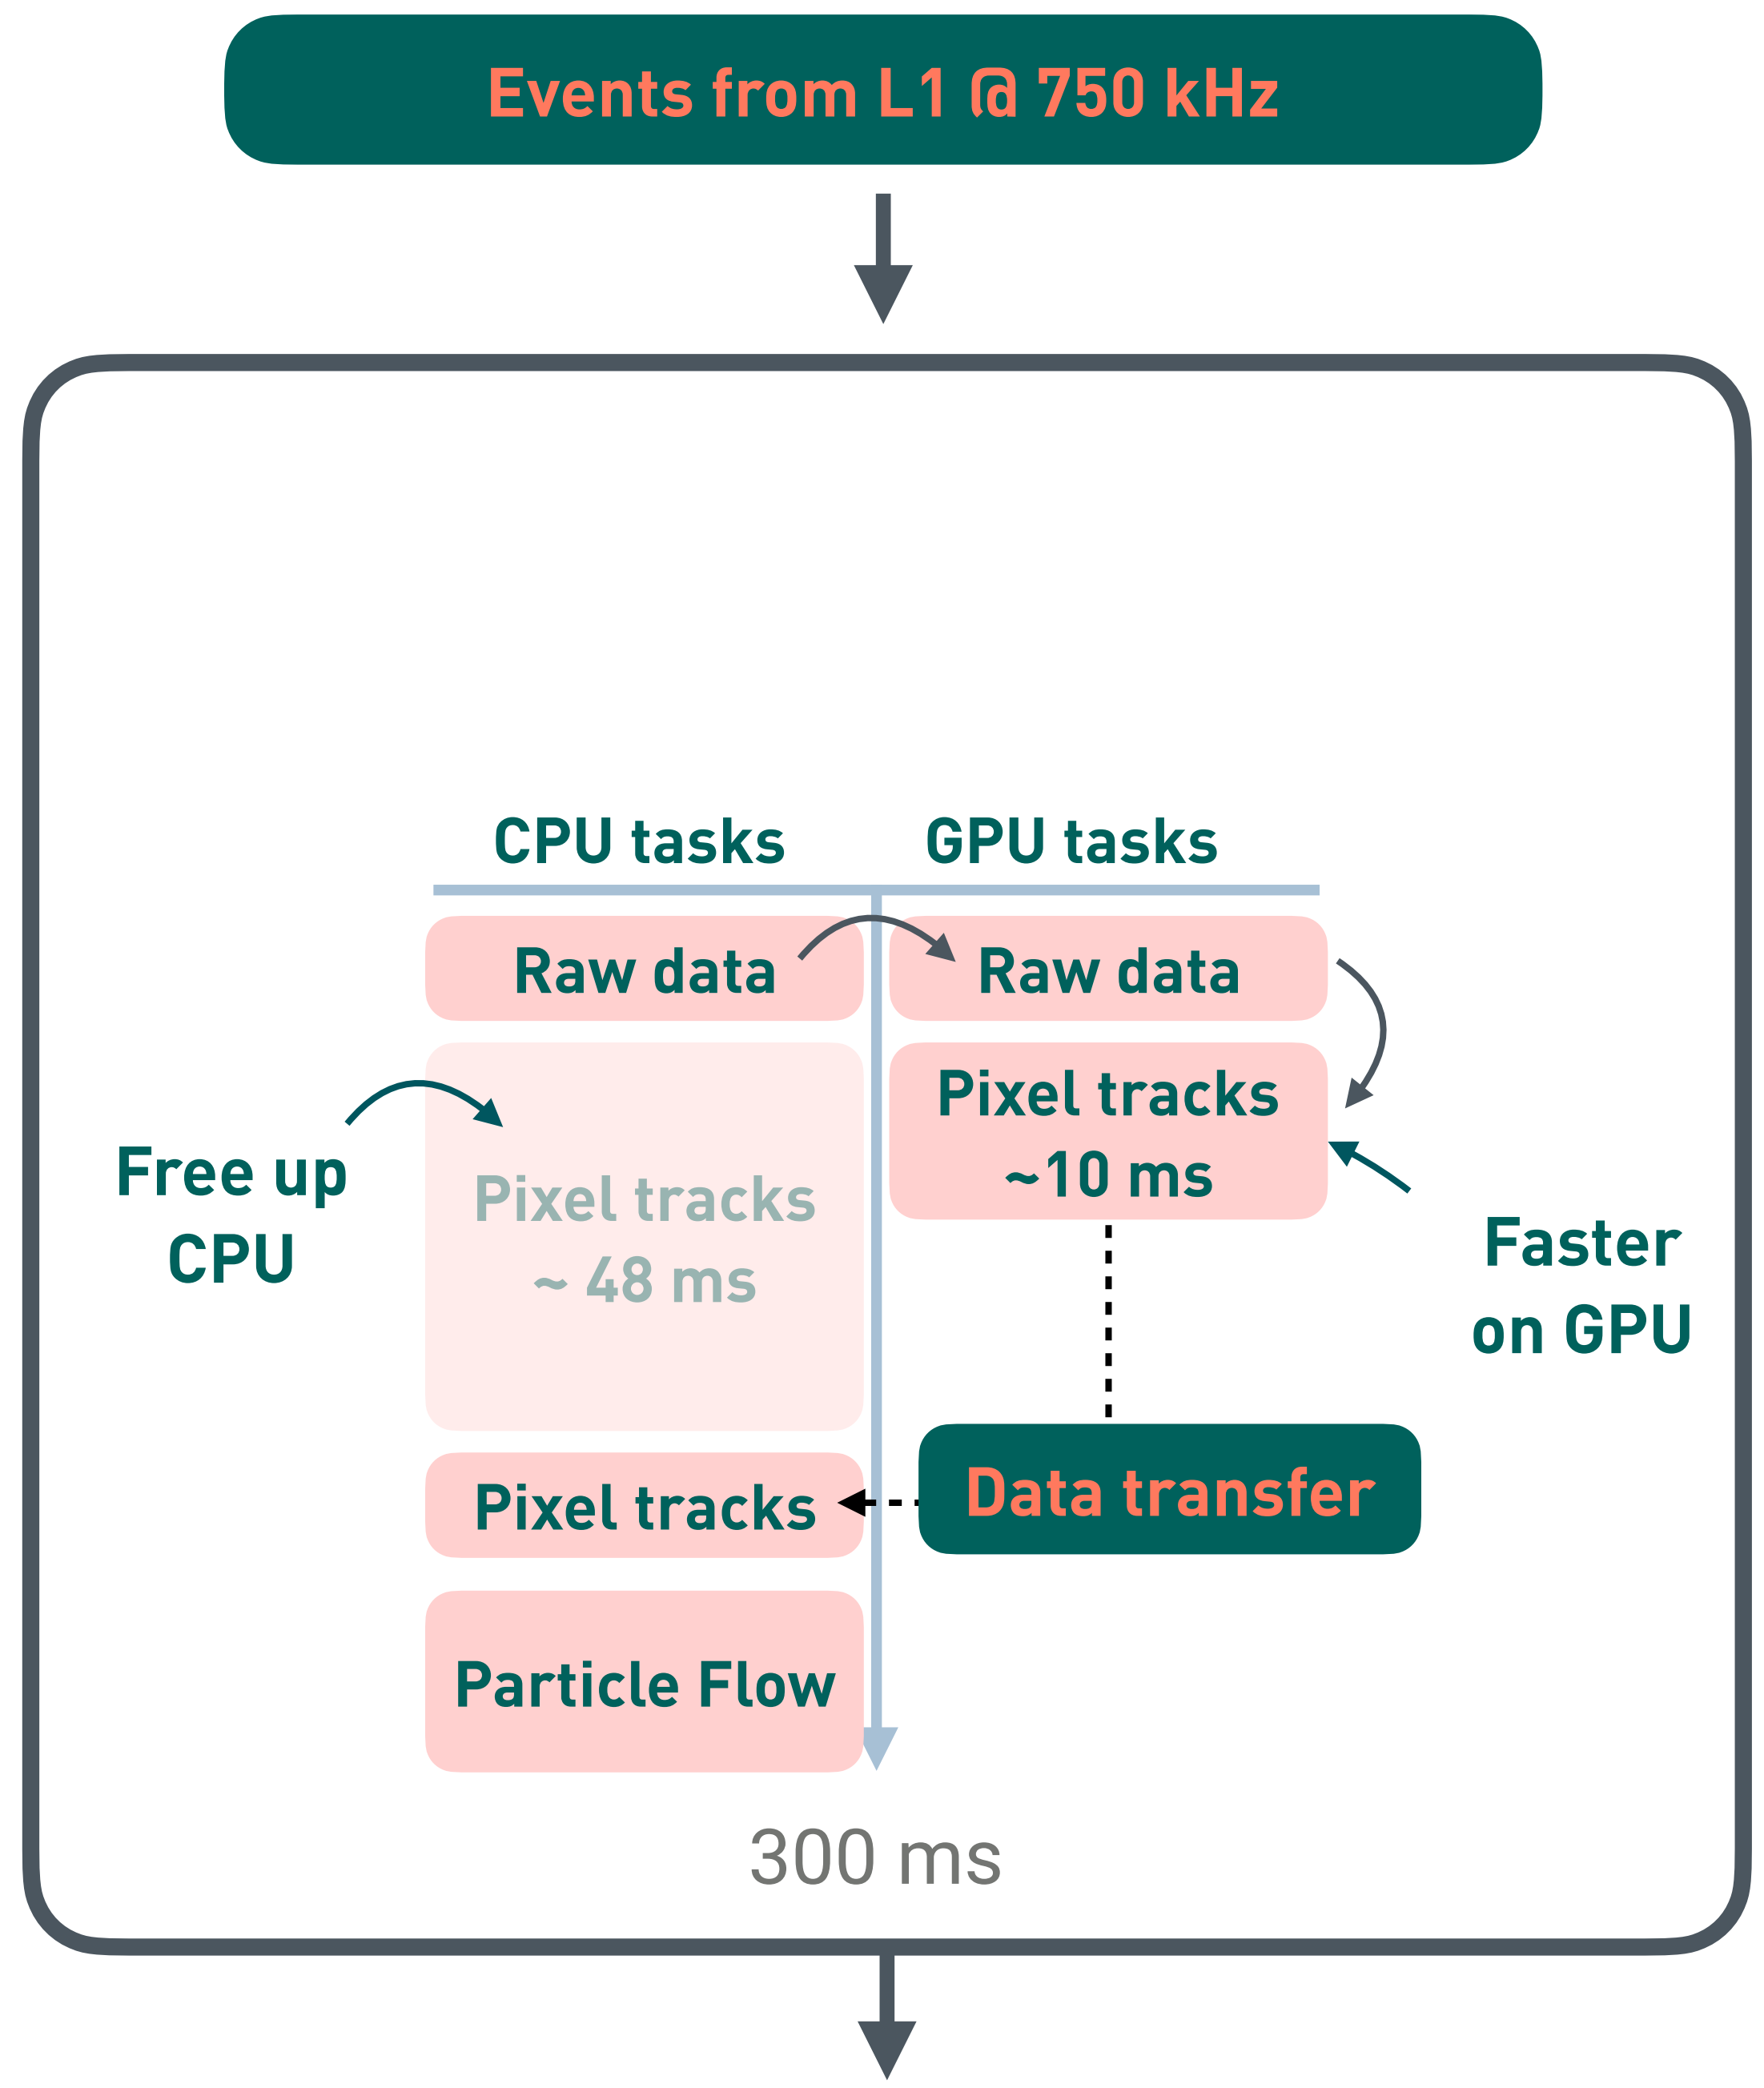 Events from L1 @ 750 kHz
CPU tasks
GPU tasks
Raw data
Raw data
Pixel tracks
~10 ms
Free up
CPU
Pixel tracks
~ 48 ms
Faster
on GPU
Data transfer
Pixel tracks
Particle Flow
300 ms